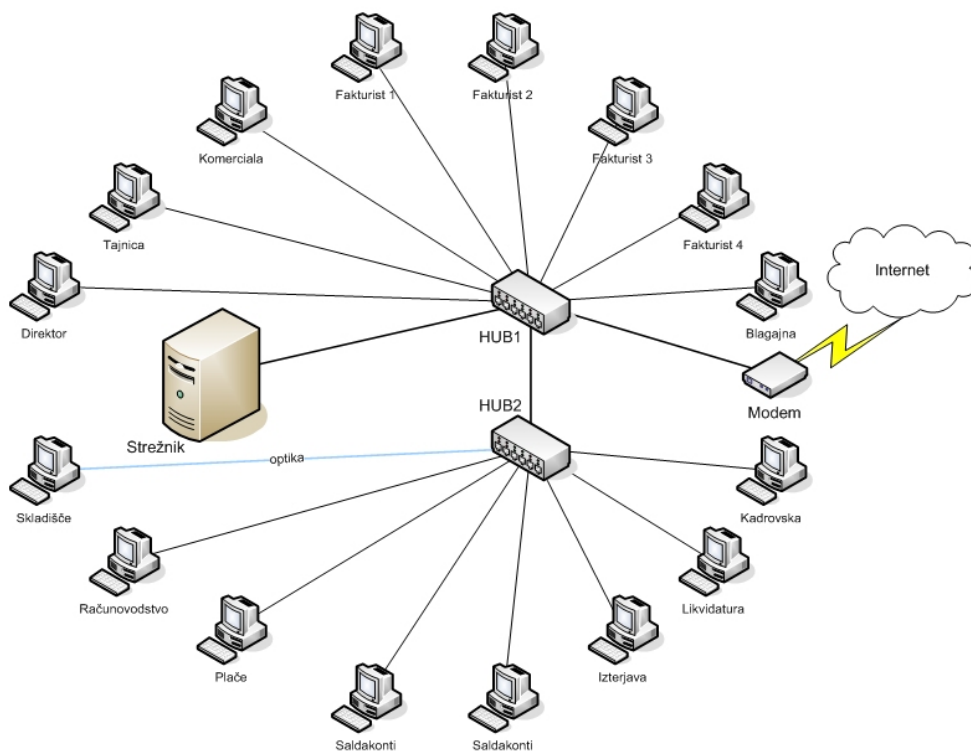 Fakturist 1
Fakturist 2
Komerciala
Fakturist 3
Tajnica
Fakturist 4
Internet
Direktor
HUB1
Blagajna
HUB2
Modem
Strežnik
optika
Skladišče
Kadrovska
Računovodstvo
Likvidatura
Plače
Izterjava
Saldakonti
Saldakonti